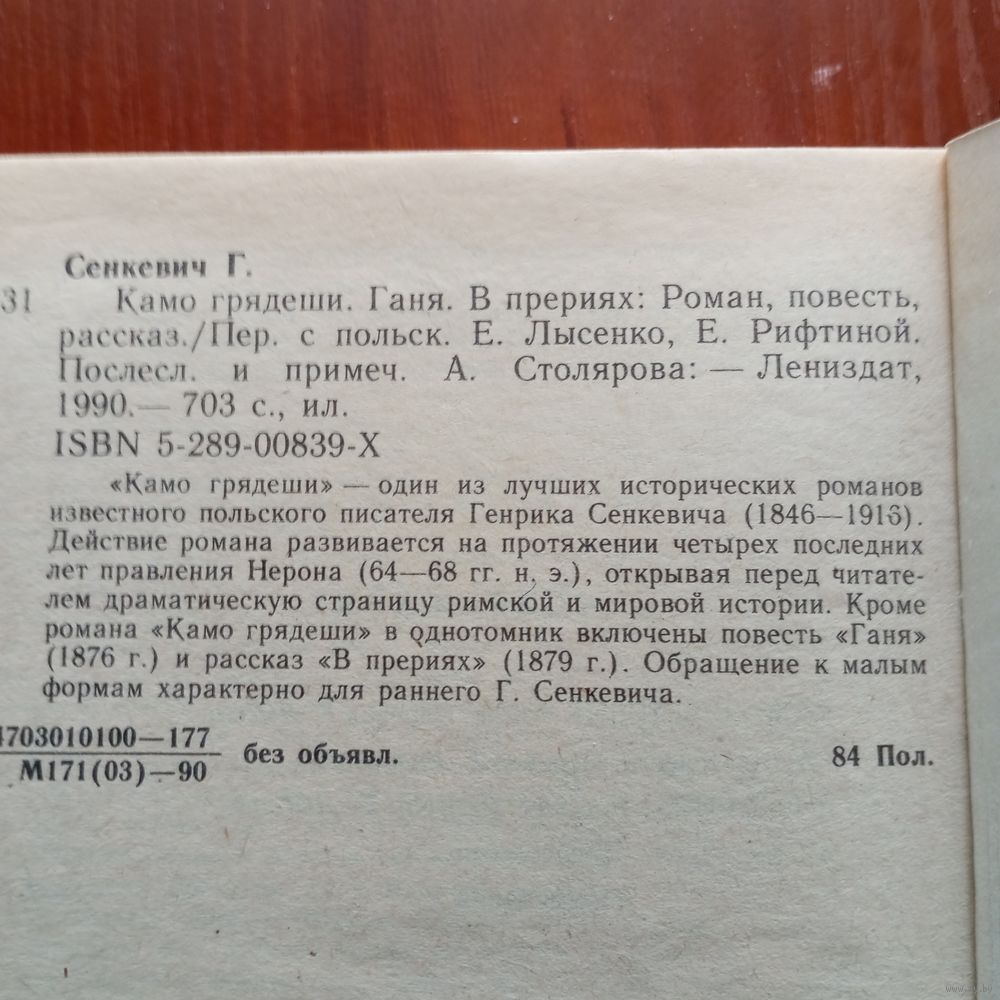 Сенкевич Г.
31 Камо грядеши. Ганя. В прериях: Роман, повесть,
рассказ./Пер. с польск. Е. Лысенко, Е. Рифтиной.
Послесл. и примеч. А. Столярова: — Лениздат,
1990.— 703 с., ил.
ISBN 5-289-00839-X
«Камо грядеши» — один из лучших исторических романов
известного польского писателя Генрика Сенкевича (1846—1916).
Действие романа развивается на протяжении четырех последних
лет правления Нерона (64—68 гг. н. э.), открывая перед читате-
лем драматическую страницу римской и мировой истории. Кроме
романа «Камо грядеши» в однотомник включены повесть «Ганя»
(1876 г.) и рассказ «В прериях» (1879 г.). Обращение к малым
формам характерно для раннего Г. Сенкевича.
4703010100—177
М171(03)—90 без объявл. 84 Пол.